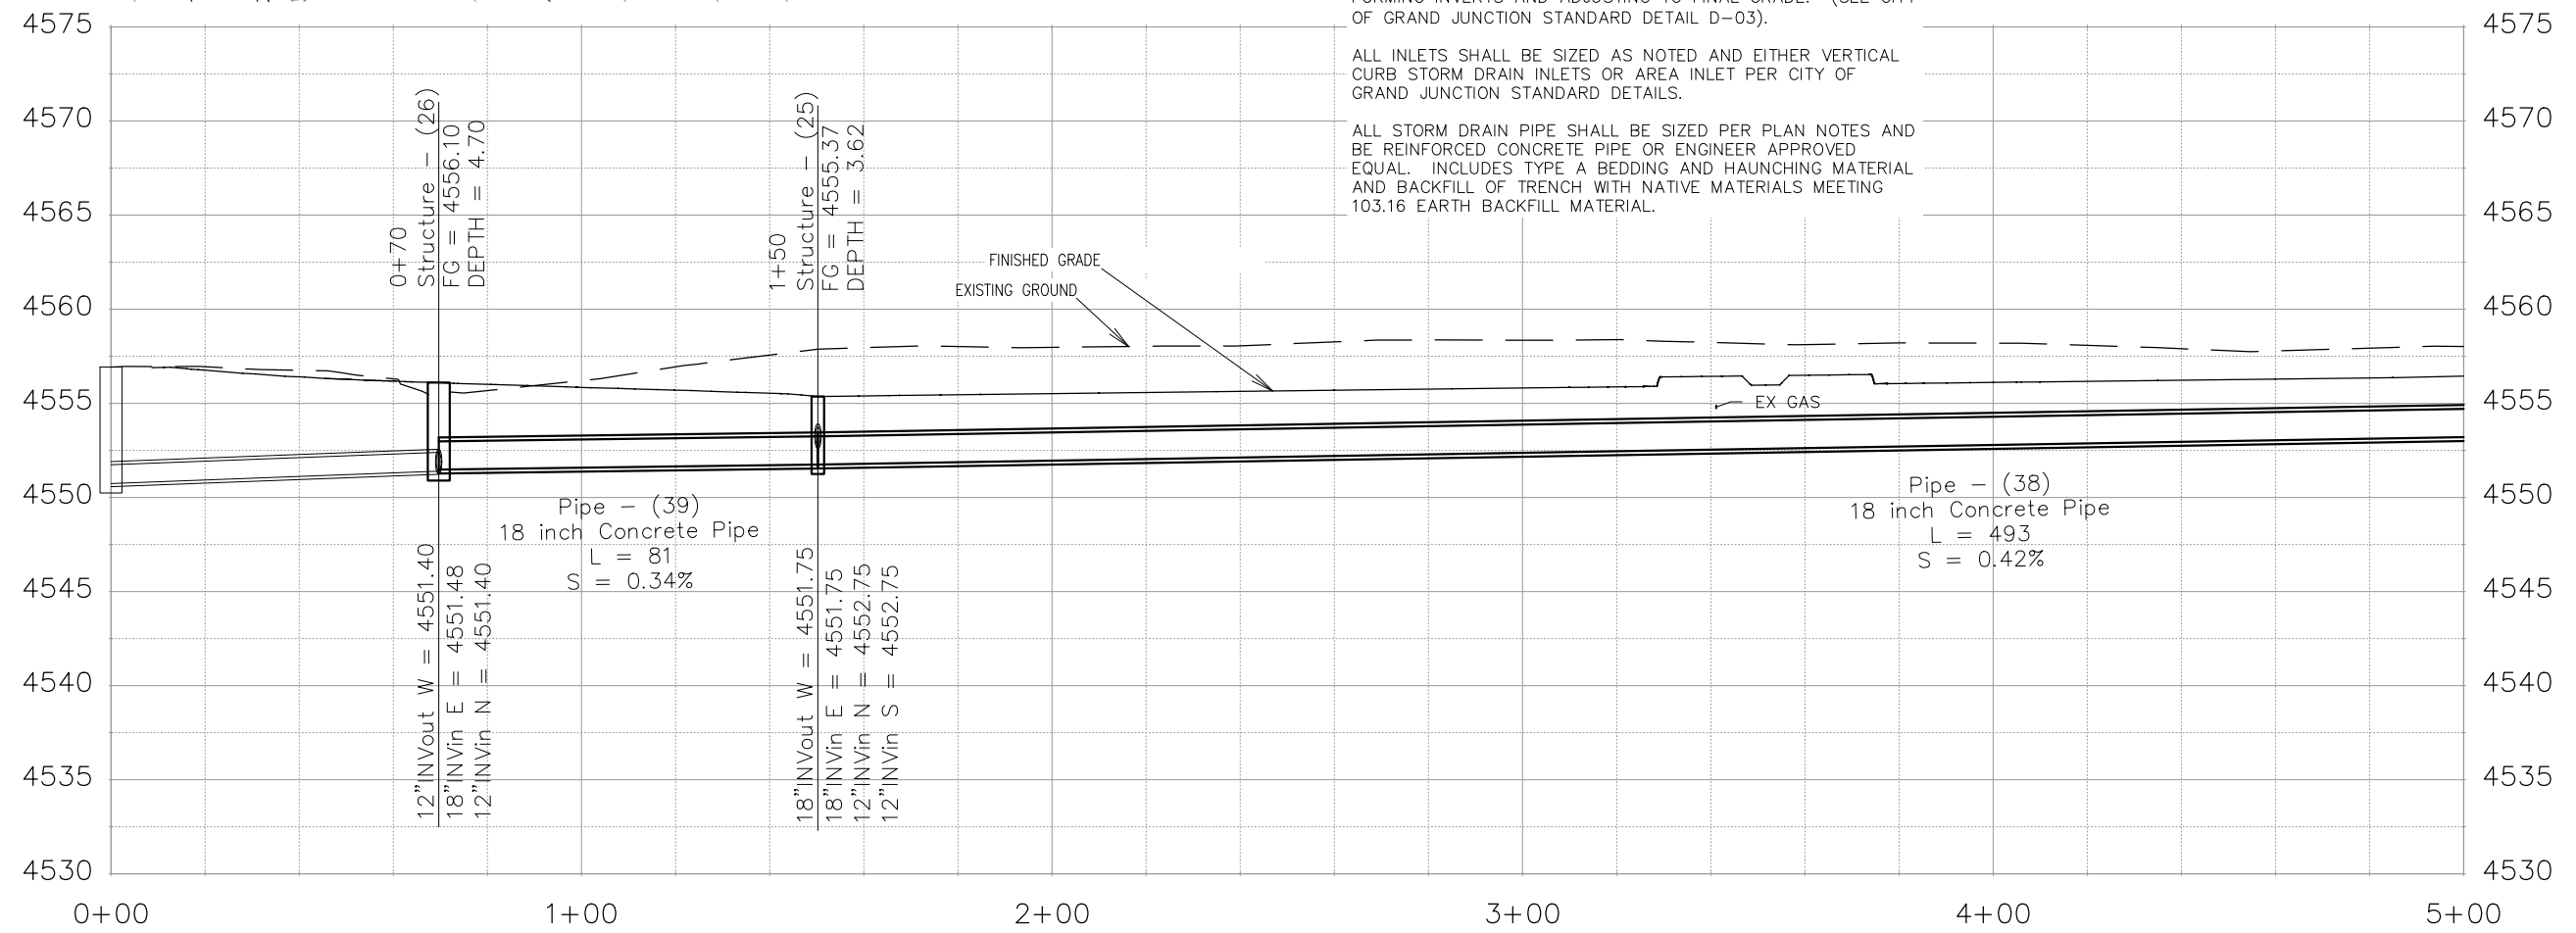 OF GRAND JUNCTION STANDARD DETAIL D-03).
ALL INLETS SHALL BE SIZED AS NOTED AND EITHER VERTICAL
CURB STORM DRAIN INLETS OR AREA INLET PER CITY OF
GRAND JUNCTION STANDARD DETAILS.
ALL STORM DRAIN PIPE SHALL BE SIZED PER PLAN NOTES AND
BE REINFORCED CONCRETE PIPE OR ENGINEER APPROVED
EQUAL. INCLUDES TYPE A BEDDING AND HAUNCHING MATERIAL
AND BACKFILL OF TRENCH WITH NATIVE MATERIALS MEETING
103.16 EARTH BACKFILL MATERIAL.
4575
4570
4565
4560
4555
4550
4545
4540
4535
4530
0+70
Structure - (26)
FG = 4556.10
DEPTH = 4.70
1+50
Structure - (25)
FG = 4555.37
DEPTH = 3.62
FINISHED GRADE
EXISTING GROUND
EX GAS
Pipe - (39)
18 inch Concrete Pipe
L = 81
S = 0.34%
Pipe - (38)
18 inch Concrete Pipe
L = 493
S = 0.42%
12"INVout W = 4551.40
18"INVin E = 4551.48
12"INVin N = 4551.40
18"INVout W = 4551.75
18"INVin E = 4551.75
12"INVin N = 4552.75
12"INVin S = 4552.75
4575
4570
4565
4560
4555
4550
4545
4540
4535
4530
0+00
1+00
2+00
3+00
4+00
5+00